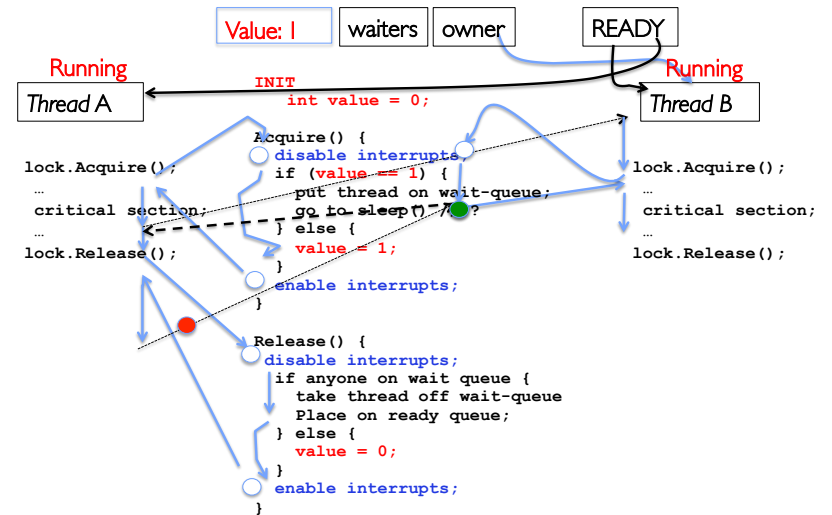 Value: 1
waiters
owner
READY
Running
Running
Thread A
Thread B
INIT
int value = 0;
Acquire() {
disable interrupts;
if (value == 1) {
put thread on wait-queue;
go to sleep() //?
} else {
value = 1;
}
enable interrupts;
}
lock.Acquire();
…
critical section;
…
lock.Release();
lock.Acquire();
…
critical section;
…
lock.Release();
Release() {
disable interrupts;
if anyone on wait queue {
take thread off wait-queue
Place on ready queue;
} else {
value = 0;
}
enable interrupts;
}